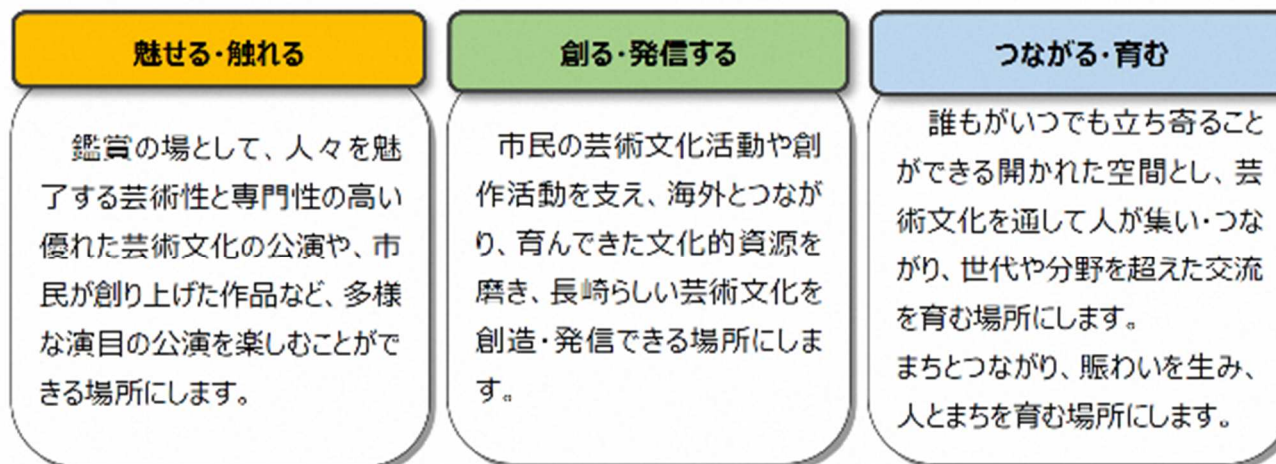 魅せる・触れる
鑑賞の場として、人々を魅
了する芸術性と専門性の高い
優れた芸術文化の公演や、市
民が創り上げた作品など、多様
な演目の公演を楽しむことがで
きる場所にします。
創る・発信する
市民の芸術文化活動や創
作活動を支え、海外とつなが
り、育んできた文化的資源を
磨き、長崎らしい芸術文化を
創造・発信できる場所にしま
す。
つながる・育む
誰もがいつでも立ち寄ること
ができる開かれた空間とし、芸
術文化を通して人が集い・つな
がり、世代や分野を超えた交流
を育む場所にします。
まちとつながり、賑わいを生み、
人とまちを育む場所にします。